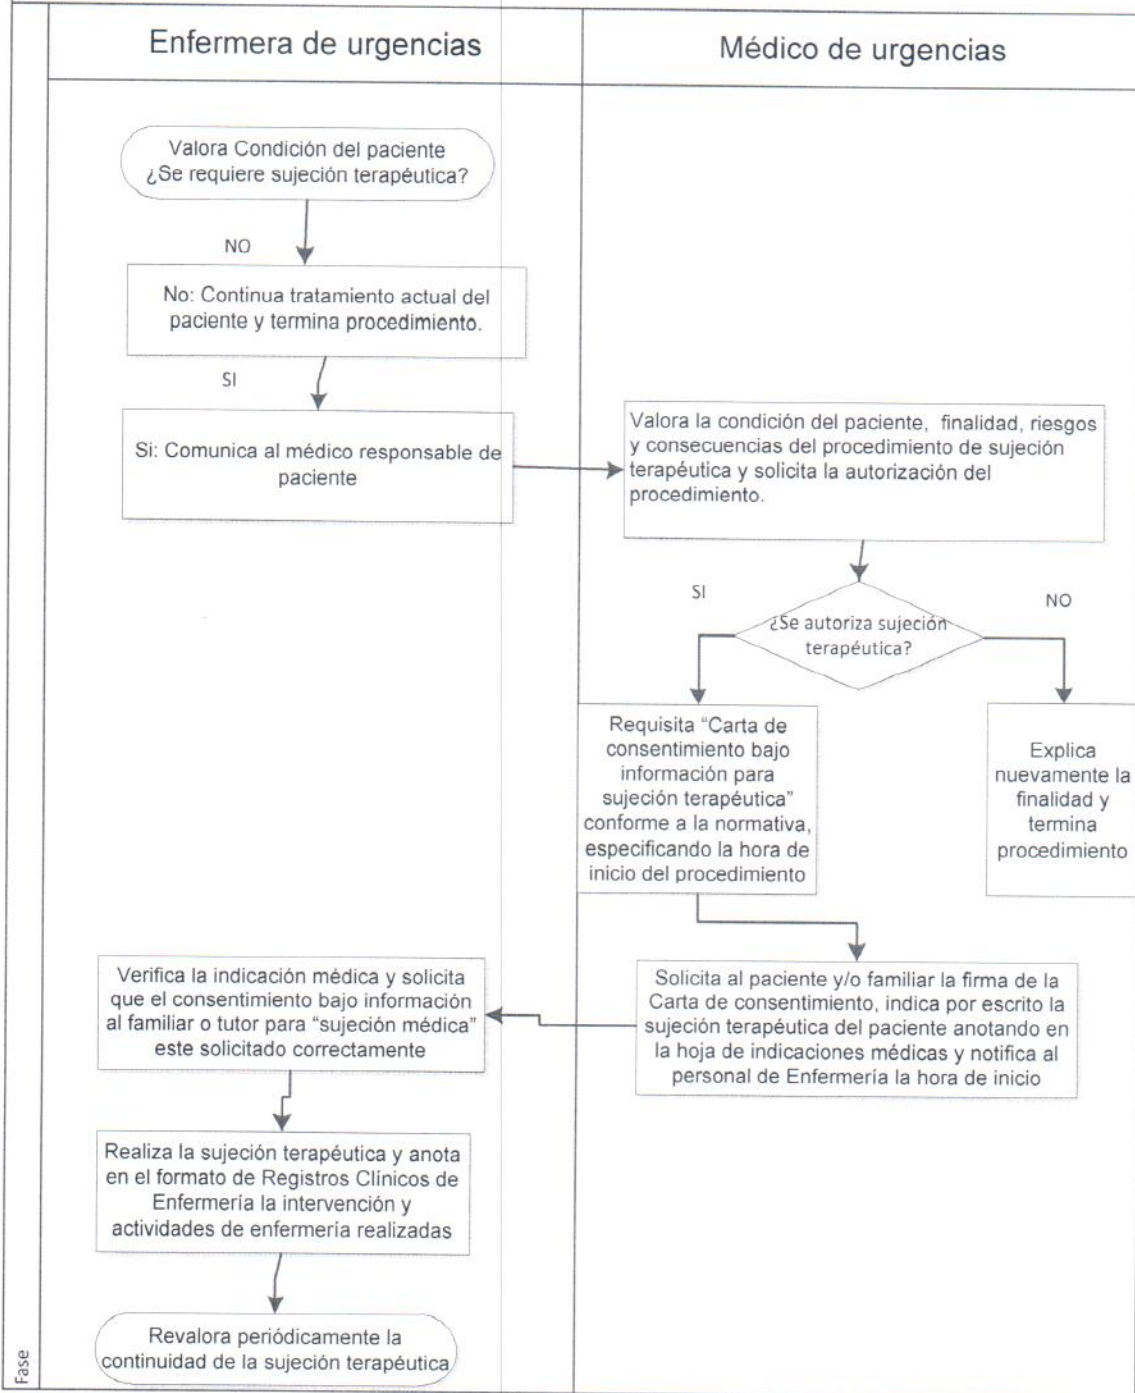 Enfermera de urgencias
Médico de urgencias
Valora Condición del paciente
¿Se requiere sujeción terapéutica?
NO
No: Continua tratamiento actual del
paciente y termina procedimiento.
SI
Si: Comunica al médico responsable de
paciente
Valora la condición del paciente, finalidad, riesgos
y consecuencias del procedimiento de sujeción
terapéutica y solicita la autorización del
procedimiento.
¿Se autoriza sujeción
terapéutica?
SI
NO
Requisita “Carta de
consentimiento bajo
información para
sujeción terapéutica”
conforme a la normativa,
especificando la hora de
inicio del procedimiento
Explica
nuevamente la
finalidad y
termina
procedimiento
Solicita al paciente y/o familiar la firma de la
Carta de consentimiento, indica por escrito la
sujeción terapéutica del paciente anotando en
la hoja de indicaciones médicas y notifica al
personal de Enfermería la hora de inicio
Verifica la indicación médica y solicita
que el consentimiento bajo información
al familiar o tutor para “sujeción médica”
este solicitado correctamente
Realiza la sujeción terapéutica y anota
en el formato de Registros Clínicos de
Enfermería la intervención y
actividades de enfermería realizadas
Revalora periódicamente la
continuidad de la sujeción terapéutica
Fase